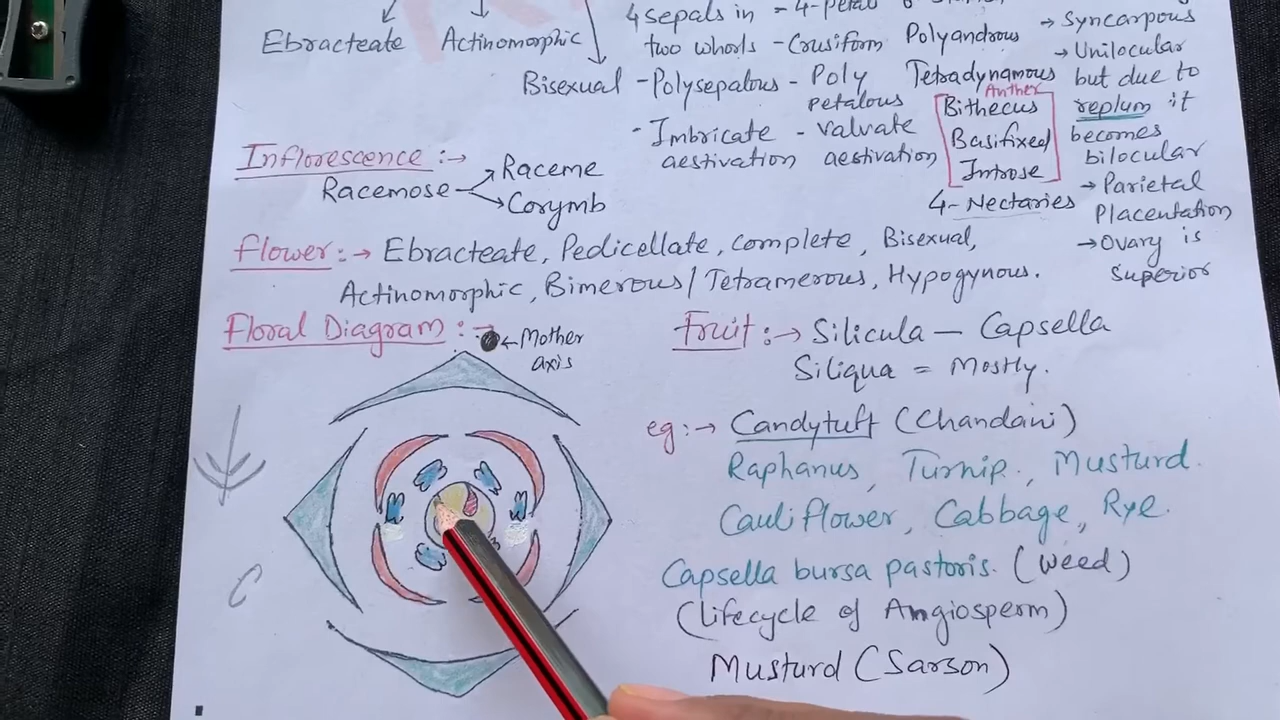 4 sepals in = 4-petal
two whorls - Crusiform
Polyandrous
→ Syncarpous
Ebracteate
Actinomorphic
Bisexual
- Polysepalous
- Poly petalous
Tetradynamous
→ Unilocular
but due to
replum it
becomes
bilocular
- Imbricate
aestivation
- valvate
aestivation
Anther
Bithecus
Basifixed
Introse
4-Nectaries
→ Parietal
Placentation
→ Ovary is
superior
Inflorescence :→
Racemose
Raceme
Corymb
Flower :→ Ebracteate, Pedicellate, complete, Bisexual,
Actinomorphic, Bimerous/Tetramerous, Hypogynous.
Floral Diagram :→
← Mother
axis
Fruit :→ Silicula — Capsella
Siliqua = Mostly.
eg :→ Candytuft (Chandani)
Raphanus, Turnip, Musturd.
Cauliflower, Cabbage, Rye.
Capsella bursa pastoris. (weed)
(lifecycle of Angiosperm)
Musturd (Sarson)